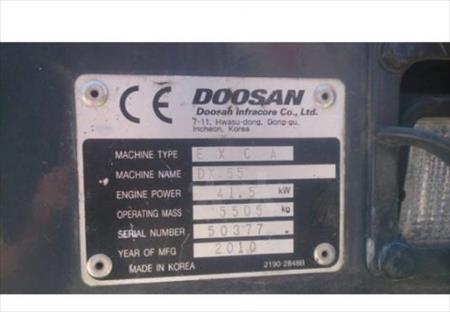 CE DOOSAN
Doosan Infracore Co., Ltd.
7-11, Hwasu-dong, Dong-gu,
Incheon, Korea
MACHINE TYPE EXCA
MACHINE NAME DX 55
ENGINE POWER 41.5 kW
OPERATING MASS 5505 kg
SERIAL NUMBER 50377
YEAR OF MFG 2010
MADE IN KOREA 2190-2848B